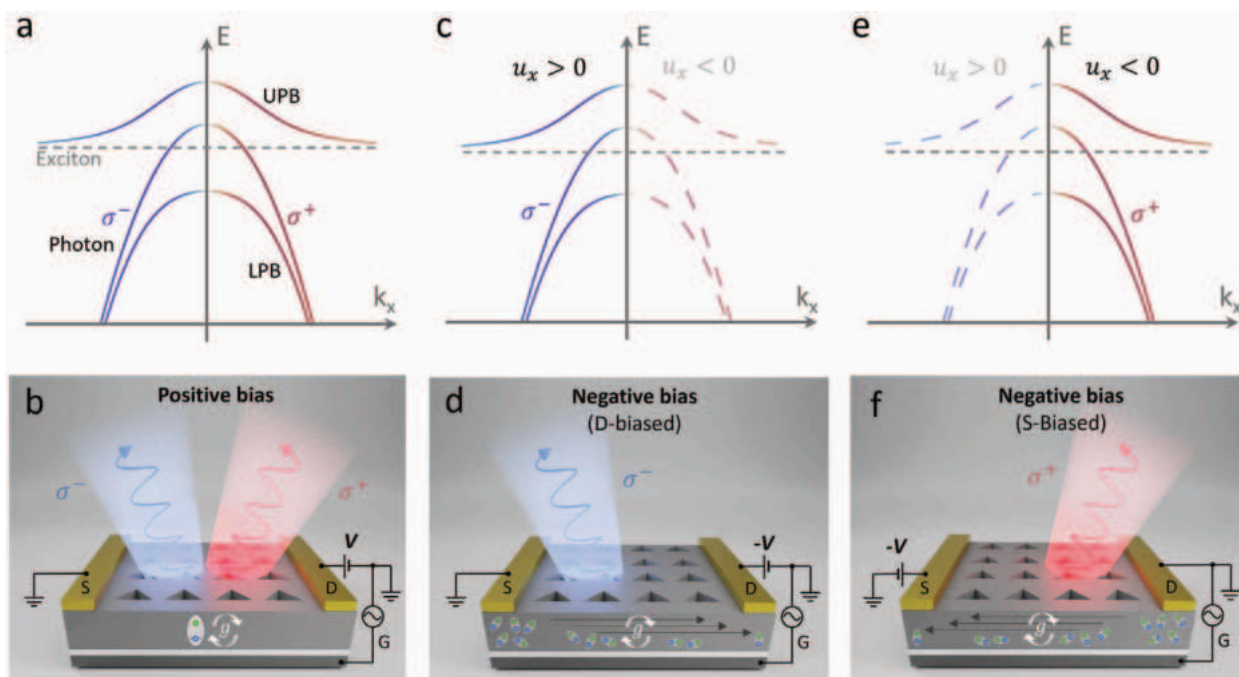 a
E
UPB
Exciton
σ⁻
σ⁺
Photon
LPB
kₓ
c
E
uₓ > 0
uₓ < 0
σ⁻
kₓ
e
E
uₓ > 0
uₓ < 0
σ⁺
kₓ
b
Positive bias
σ⁻
σ⁺
V
S
D
g
G
d
Negative bias
(D-biased)
σ⁻
-V
S
D
g
G
f
Negative bias
(S-Biased)
σ⁺
-V
S
D
g
G